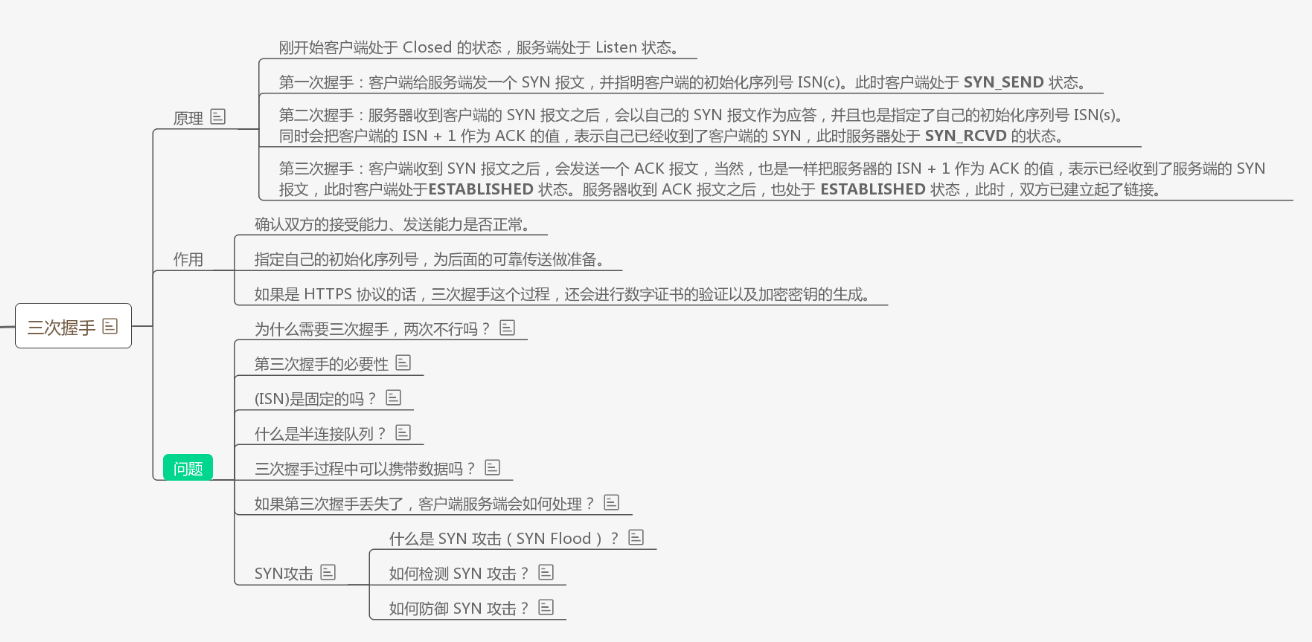 三次握手
原理
刚开始客户端处于 Closed 的状态，服务端处于 Listen 状态。
第一次握手：客户端给服务端发一个 SYN 报文，并指明客户端的初始化序列号 ISN(c)。此时客户端处于 SYN_SEND 状态。
第二次握手：服务器收到客户端的 SYN 报文之后，会以自己的 SYN 报文作为应答，并且也是指定了自己的初始化序列号 ISN(s)。
同时会把客户端的 ISN + 1 作为 ACK 的值，表示自己已经收到了客户端的 SYN，此时服务器处于 SYN_RCVD 的状态。
第三次握手：客户端收到 SYN 报文之后，会发送一个 ACK 报文，当然，也是一样把服务器的 ISN + 1 作为 ACK 的值，表示已经收到了服务端的 SYN
报文，此时客户端处于ESTABLISHED 状态。服务器收到 ACK 报文之后，也处于 ESTABLISHED 状态，此时，双方已建立起了链接。
作用
确认双方的接受能力、发送能力是否正常。
指定自己的初始化序列号，为后面的可靠传送做准备。
如果是 HTTPS 协议的话，三次握手这个过程，还会进行数字证书的验证以及加密密钥的生成。
问题
为什么需要三次握手，两次不行吗？
第三次握手的必要性
(ISN)是固定的吗？
什么是半连接队列？
三次握手过程中可以携带数据吗？
如果第三次握手丢失了，客户端服务端会如何处理？
SYN攻击
什么是 SYN 攻击（SYN Flood）？
如何检测 SYN 攻击？
如何防御 SYN 攻击？